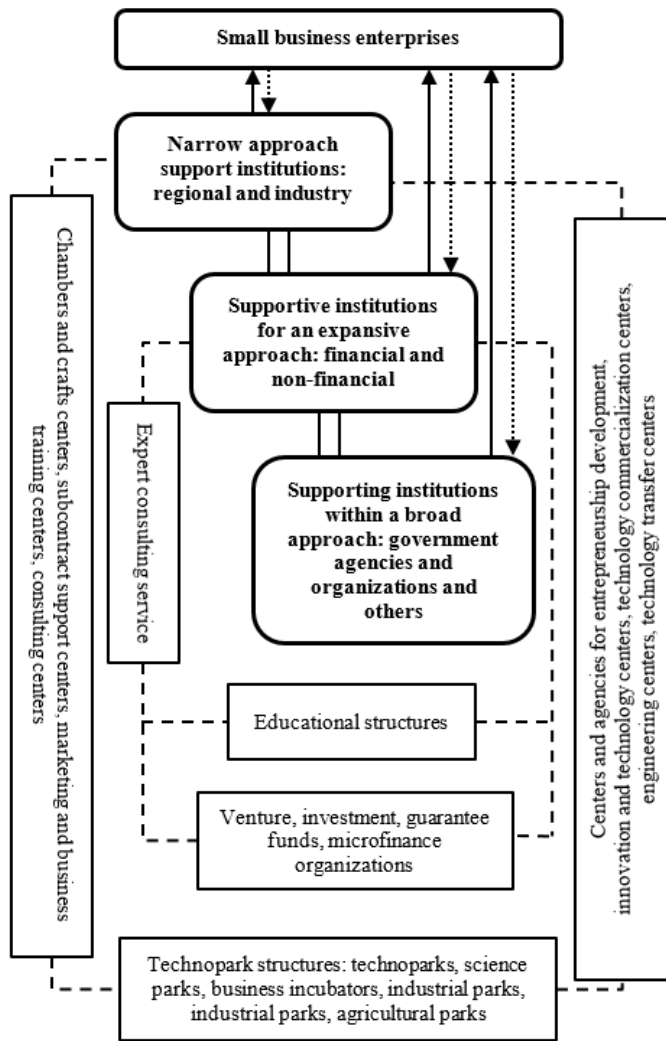 Small business enterprises
Narrow approach
support institutions:
regional and industry
Supportive institutions
for an expansive
approach: financial and
non-financial
Supporting institutions
within a broad
approach: government
agencies and
organizations and
others
Chambers and crafts centers, subcontract support centers, marketing and business
training centers, consulting centers
Expert consulting service
Centers and agencies for entrepreneurship development,
innovation and technology centers, technology commercialization centers,
engineering centers, technology transfer centers
Educational structures
Venture, investment, guarantee
funds, microfinance
organizations
Technopark structures: technoparks, science
parks, business incubators, industrial parks,
industrial parks, agricultural parks